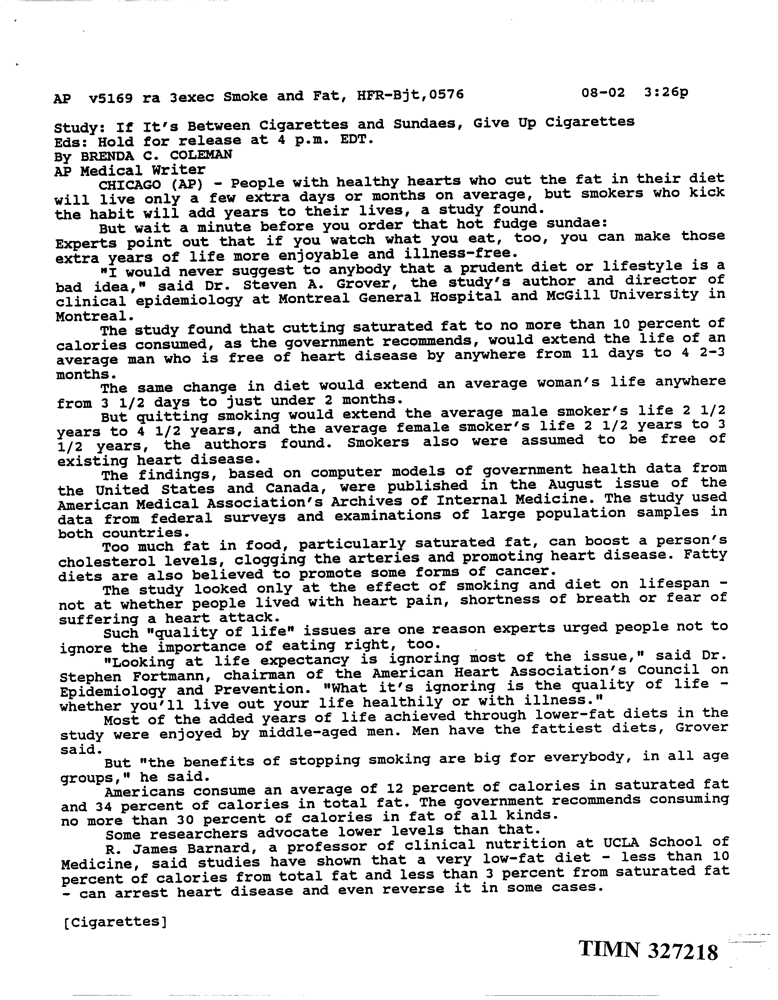 AP v5169 ra 3exec Smoke and Fat, HFR-Bjt,0576 08-02 3:26p
Study: If It's Between Cigarettes and Sundaes, Give Up Cigarettes
Eds: Hold for release at 4 p.m. EDT.
By BRENDA C. COLEMAN
AP Medical Writer
CHICAGO (AP) - People with healthy hearts who cut the fat in their diet
will live only a few extra days or months on average, but smokers who kick
the habit will add years to their lives, a study found.
But wait a minute before you order that hot fudge sundae:
Experts point out that if you watch what you eat, too, you can make those
extra years of life more enjoyable and illness-free.
"I would never suggest to anybody that a prudent diet or lifestyle is a
bad idea," said Dr. Steven A. Grover, the study's author and director of
clinical epidemiology at Montreal General Hospital and McGill University in
Montreal.
The study found that cutting saturated fat to no more than 10 percent of
calories consumed, as the government recommends, would extend the life of an
average man who is free of heart disease by anywhere from 11 days to 4 2-3
months.
The same change in diet would extend an average woman's life anywhere
from 3 1/2 days to just under 2 months.
But quitting smoking would extend the average male smoker's life 2 1/2
years to 4 1/2 years, and the average female smoker's life 2 1/2 years to 3
1/2 years, the authors found. Smokers also were assumed to be free of
existing heart disease.
The findings, based on computer models of government health data from
the United States and Canada, were published in the August issue of the
American Medical Association's Archives of Internal Medicine. The study used
data from federal surveys and examinations of large population samples in
both countries.
Too much fat in food, particularly saturated fat, can boost a person's
cholesterol levels, clogging the arteries and promoting heart disease. Fatty
diets are also believed to promote some forms of cancer.
The study looked only at the effect of smoking and diet on lifespan -
not at whether people lived with heart pain, shortness of breath or fear of
suffering a heart attack.
Such "quality of life" issues are one reason experts urged people not to
ignore the importance of eating right, too.
"Looking at life expectancy is ignoring most of the issue," said Dr.
Stephen Fortmann, chairman of the American Heart Association's Council on
Epidemiology and Prevention. "What it's ignoring is the quality of life -
whether you'll live out your life healthily or with illness."
Most of the added years of life achieved through lower-fat diets in the
study were enjoyed by middle-aged men. Men have the fattiest diets, Grover
said.
But "the benefits of stopping smoking are big for everybody, in all age
groups," he said.
Americans consume an average of 12 percent of calories in saturated fat
and 34 percent of calories in total fat. The government recommends consuming
no more than 30 percent of calories in fat of all kinds.
Some researchers advocate lower levels than that.
R. James Barnard, a professor of clinical nutrition at UCLA School of
Medicine, said studies have shown that a very low-fat diet - less than 10
percent of calories from total fat and less than 3 percent from saturated fat
- can arrest heart disease and even reverse it in some cases.
[Cigarettes]
TIMN 327218